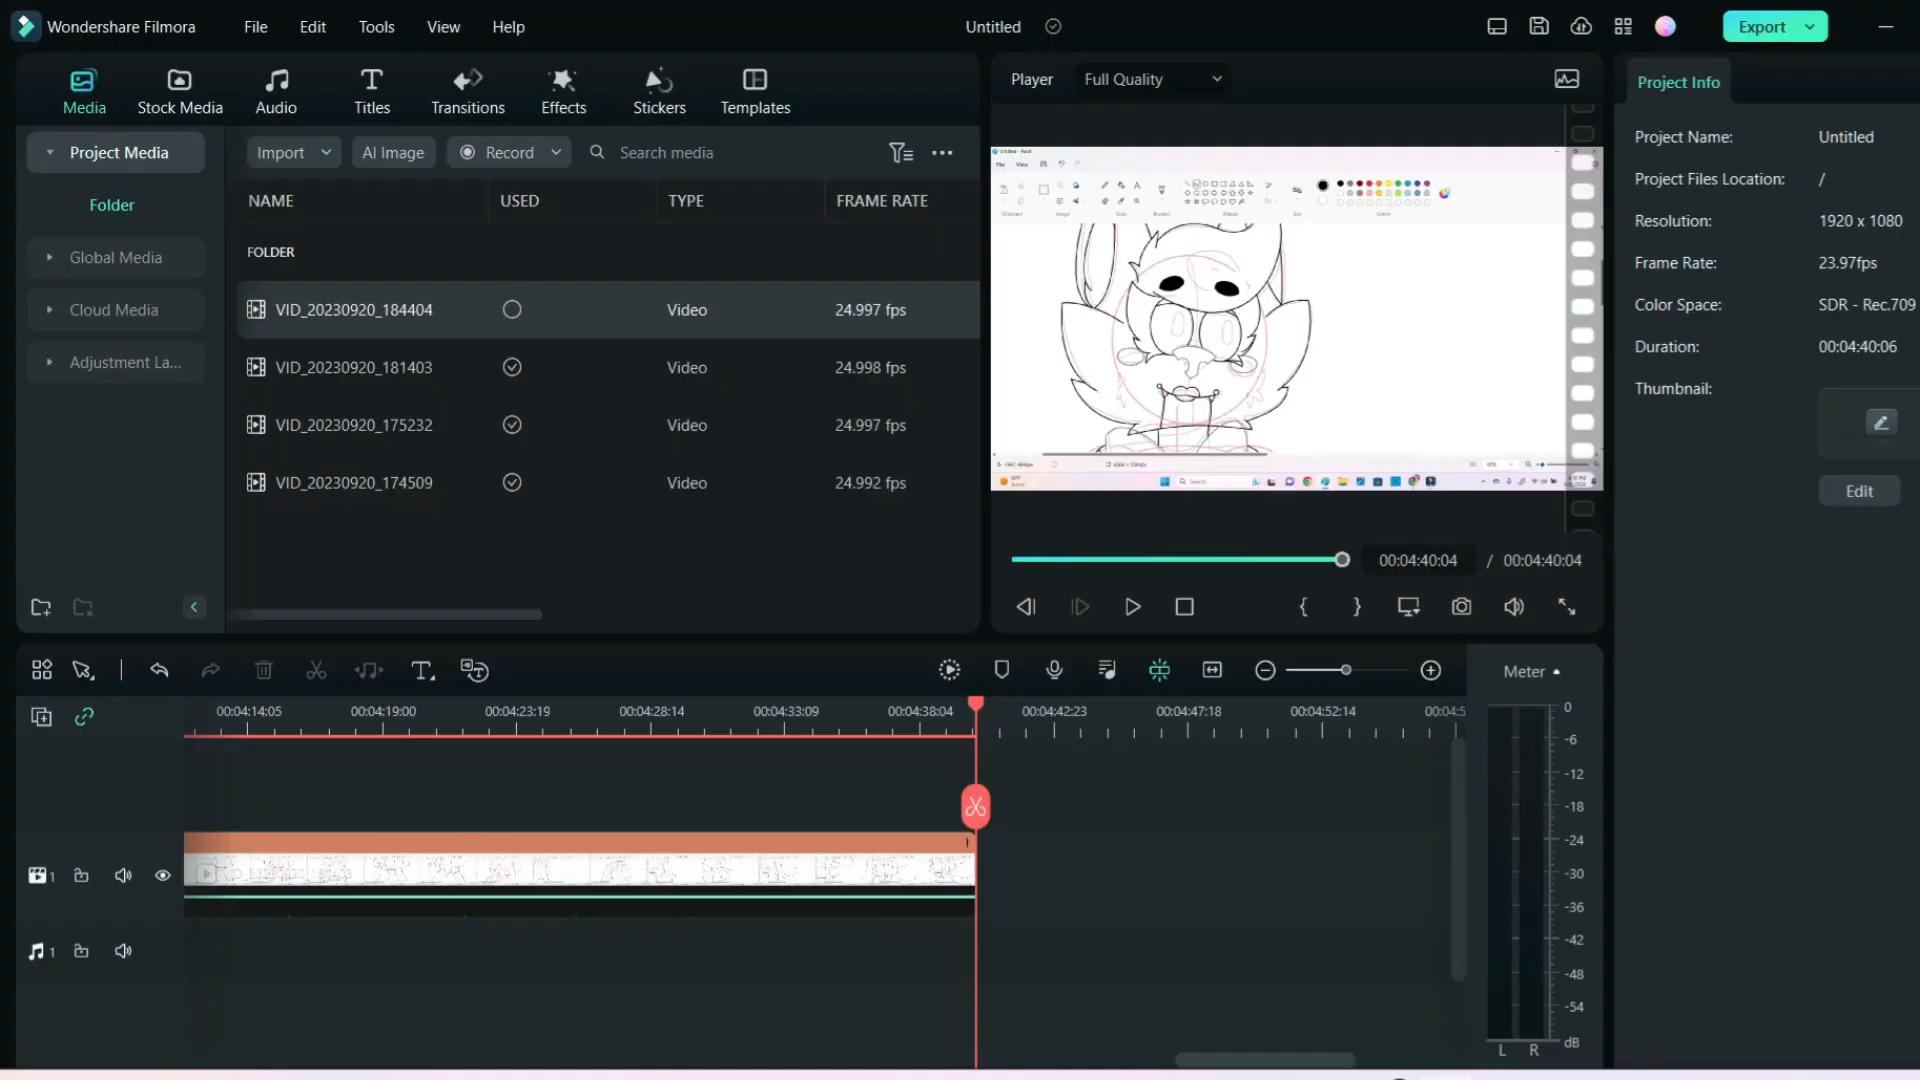 Wondershare Filmora
File
Edit
Tools
View
Help
Untitled
Export
Media
Stock Media
Audio
Titles
Transitions
Effects
Stickers
Templates
Player
Full Quality
Project Info
Project Media
Folder
Global Media
Cloud Media
Adjustment La...
Import
AI Image
Record
Search media
NAME
USED
TYPE
FRAME RATE
FOLDER
VID_20230920_184404
Video
24.997 fps
VID_20230920_181403
Video
24.998 fps
VID_20230920_175232
Video
24.997 fps
VID_20230920_174509
Video
24.992 fps
Project Name:
Untitled
Project Files Location:
/
Resolution:
1920 x 1080
Frame Rate:
23.97fps
Color Space:
SDR - Rec.709
Duration:
00:04:40:06
Thumbnail:
Edit
00:04:40:04
/
00:04:40:04
Meter
00:04:14:05
00:04:19:00
00:04:23:19
00:04:28:14
00:04:33:09
00:04:38:04
00:04:42:23
00:04:47:18
00:04:52:14
00:04:5
1
1
0
-6
-12
-18
-24
-30
-36
-42
-48
-54
dB
L
R